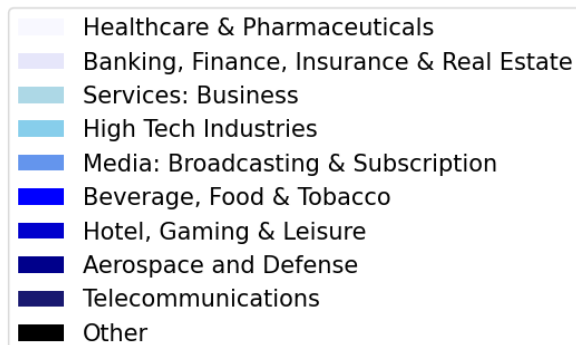 Healthcare & Pharmaceuticals
Banking, Finance, Insurance & Real Estate
Services: Business
High Tech Industries
Media: Broadcasting & Subscription
Beverage, Food & Tobacco
Hotel, Gaming & Leisure
Aerospace and Defense
Telecommunications
Other